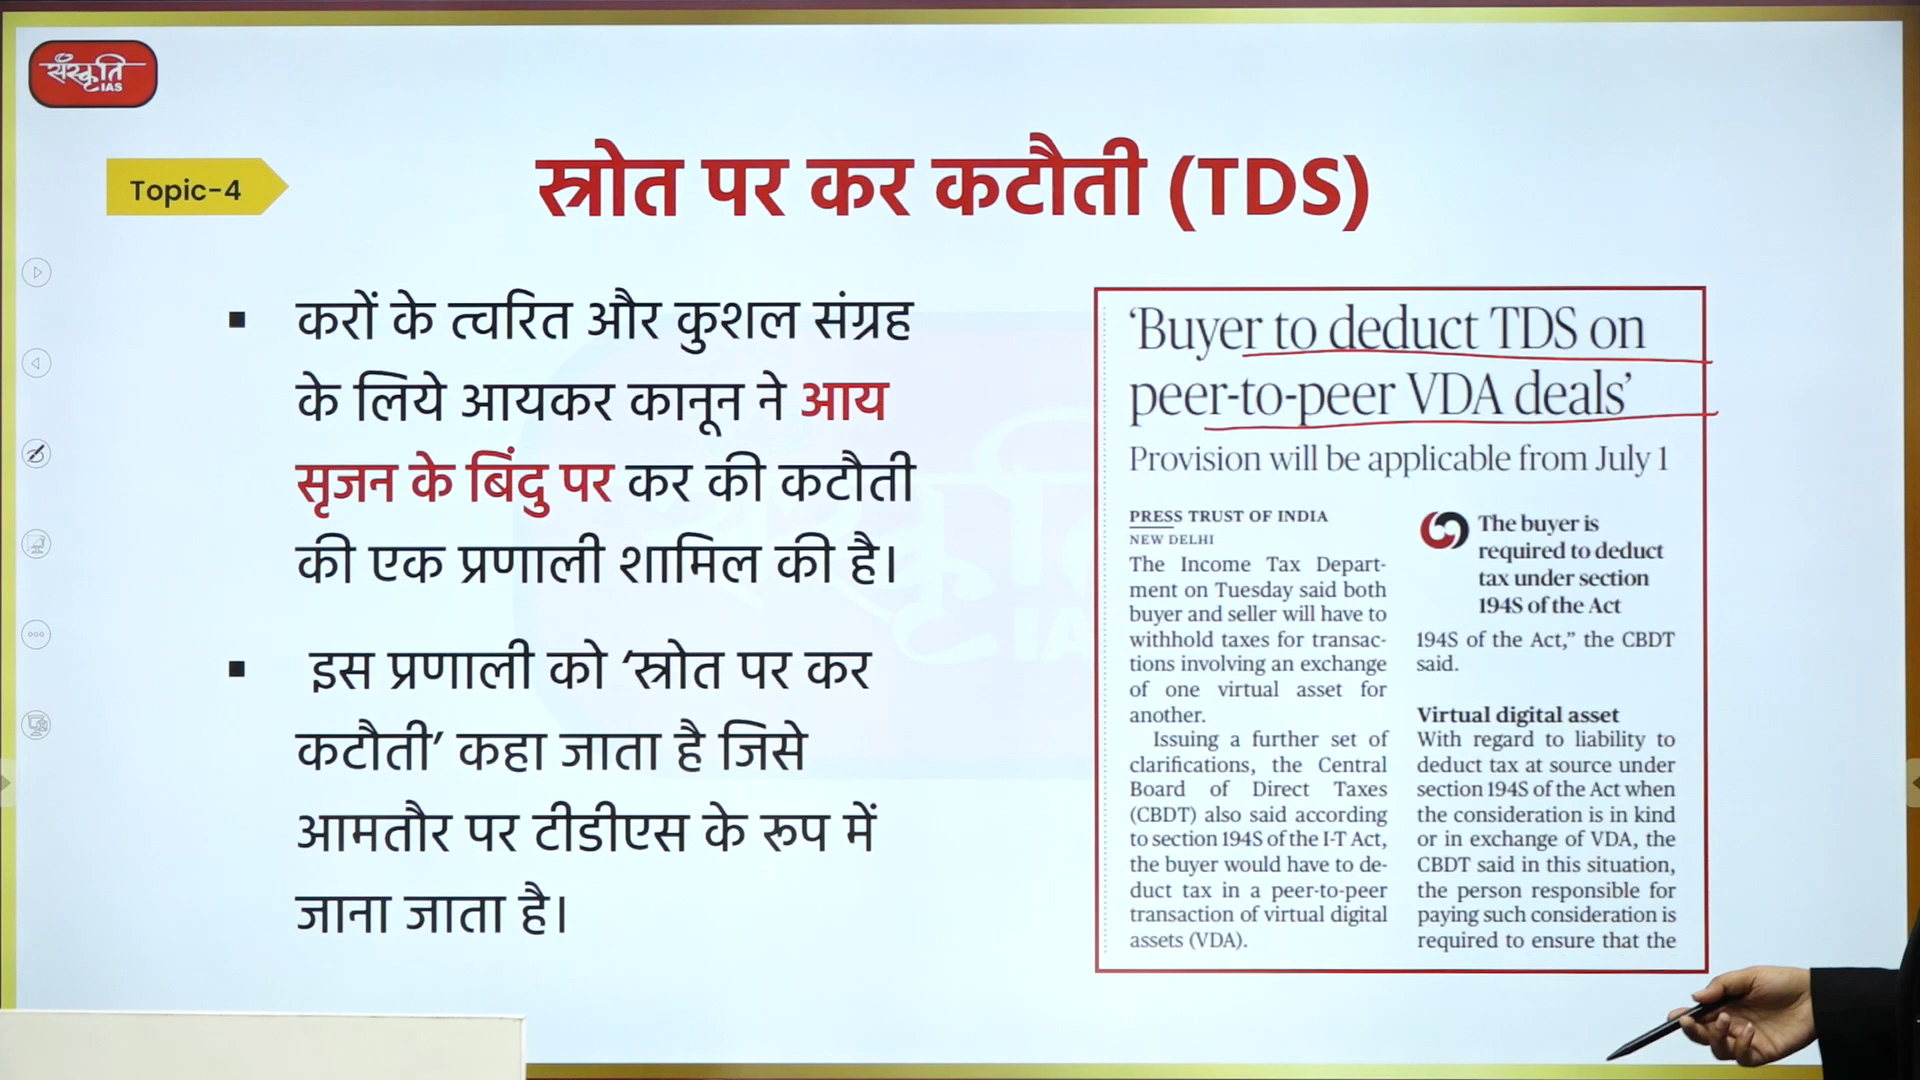 संस्कृति
IAS
Topic-4
स्रोत पर कर कटौती (TDS)
▪ करों के त्वरित और कुशल संग्रह
के लिये आयकर कानून ने आय
सृजन के बिंदु पर कर की कटौती
की एक प्रणाली शामिल की है।
▪ इस प्रणाली को ‘स्रोत पर कर
कटौती’ कहा जाता है जिसे
आमतौर पर टीडीएस के रूप में
जाना जाता है।
‘Buyer to deduct TDS on
peer-to-peer VDA deals’
Provision will be applicable from July 1
PRESS TRUST OF INDIA
NEW DELHI
The Income Tax Depart-
ment on Tuesday said both
buyer and seller will have to
withhold taxes for transac-
tions involving an exchange
of one virtual asset for
another.
Issuing a further set of
clarifications, the Central
Board of Direct Taxes
(CBDT) also said according
to section 194S of the I-T Act,
the buyer would have to de-
duct tax in a peer-to-peer
transaction of virtual digital
assets (VDA).
The buyer is
required to deduct
tax under section
194S of the Act
194S of the Act,” the CBDT
said.
Virtual digital asset
With regard to liability to
deduct tax at source under
section 194S of the Act when
the consideration is in kind
or in exchange of VDA, the
CBDT said in this situation,
the person responsible for
paying such consideration is
required to ensure that the